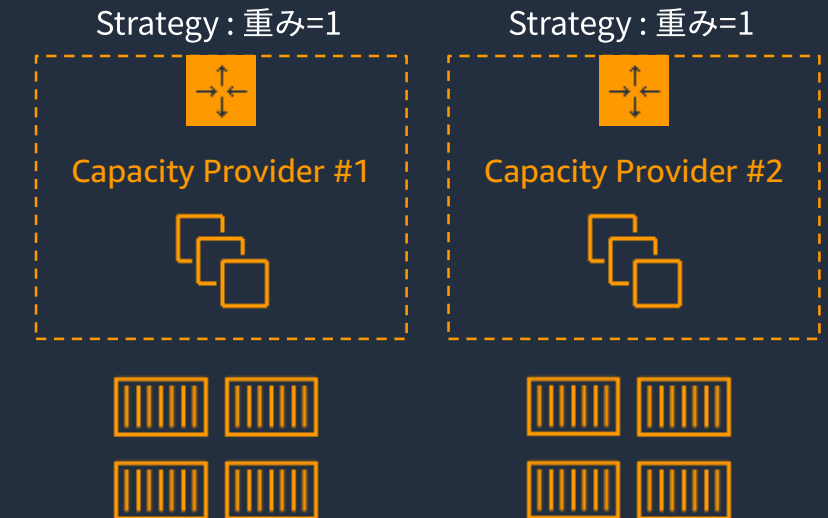 Strategy : 重み=1
Strategy : 重み=1
Capacity Provider #1
Capacity Provider #2